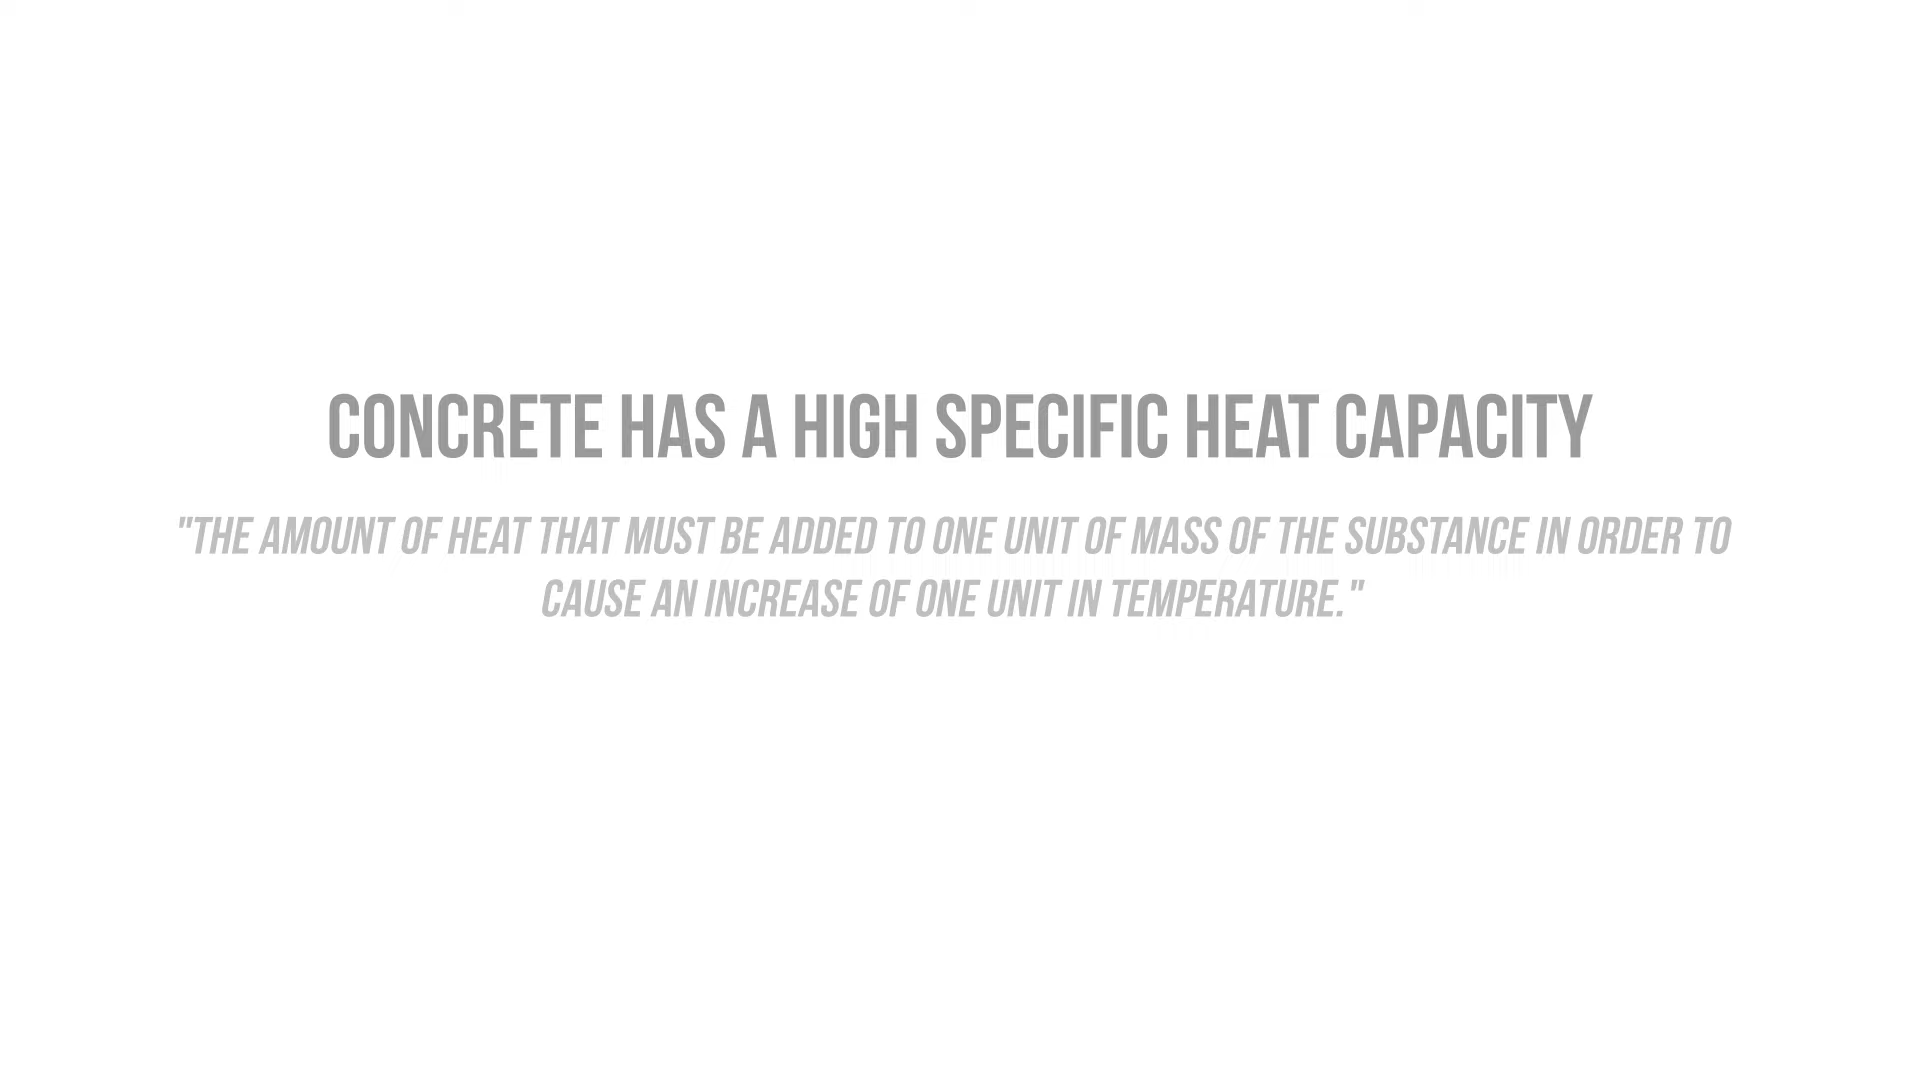 CONCRETE HAS A HIGH SPECIFIC HEAT CAPACITY
"THE AMOUNT OF HEAT THAT MUST BE ADDED TO ONE UNIT OF MASS OF THE SUBSTANCE IN ORDER TO
CAUSE AN INCREASE OF ONE UNIT IN TEMPERATURE."